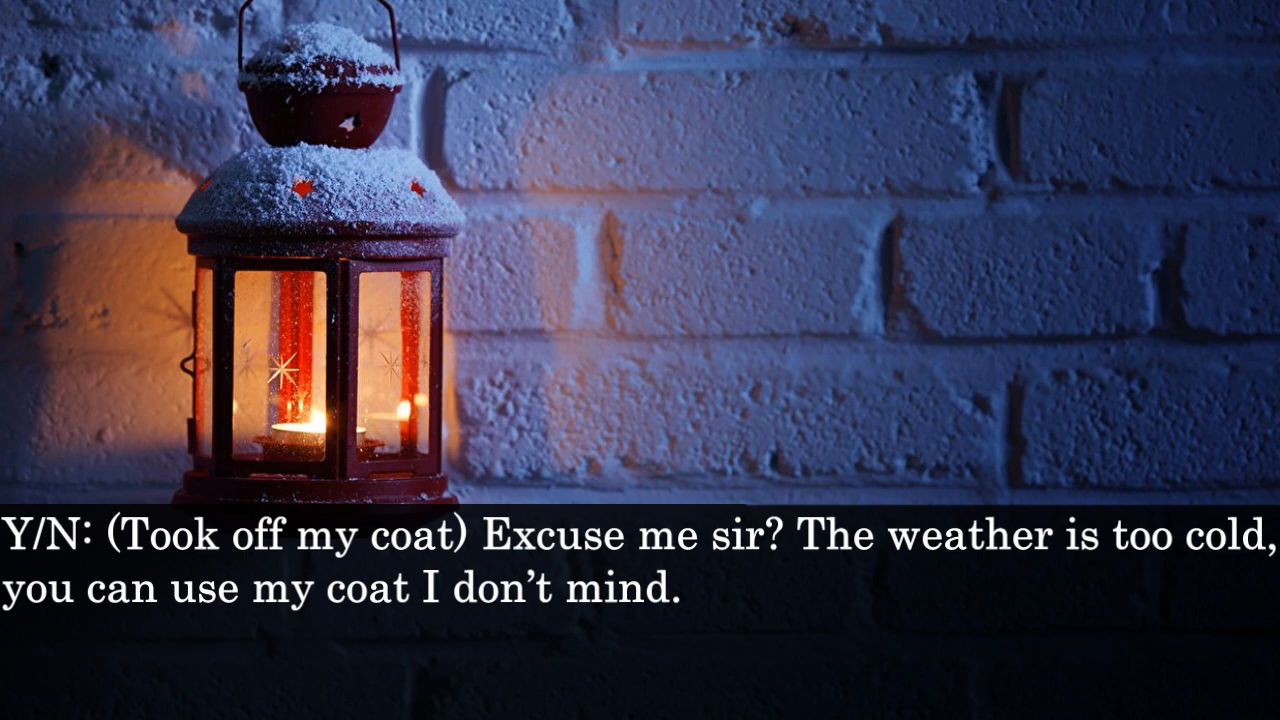 Y/N: (Took off my coat) Excuse me sir? The weather is too cold,
you can use my coat I don’t mind.